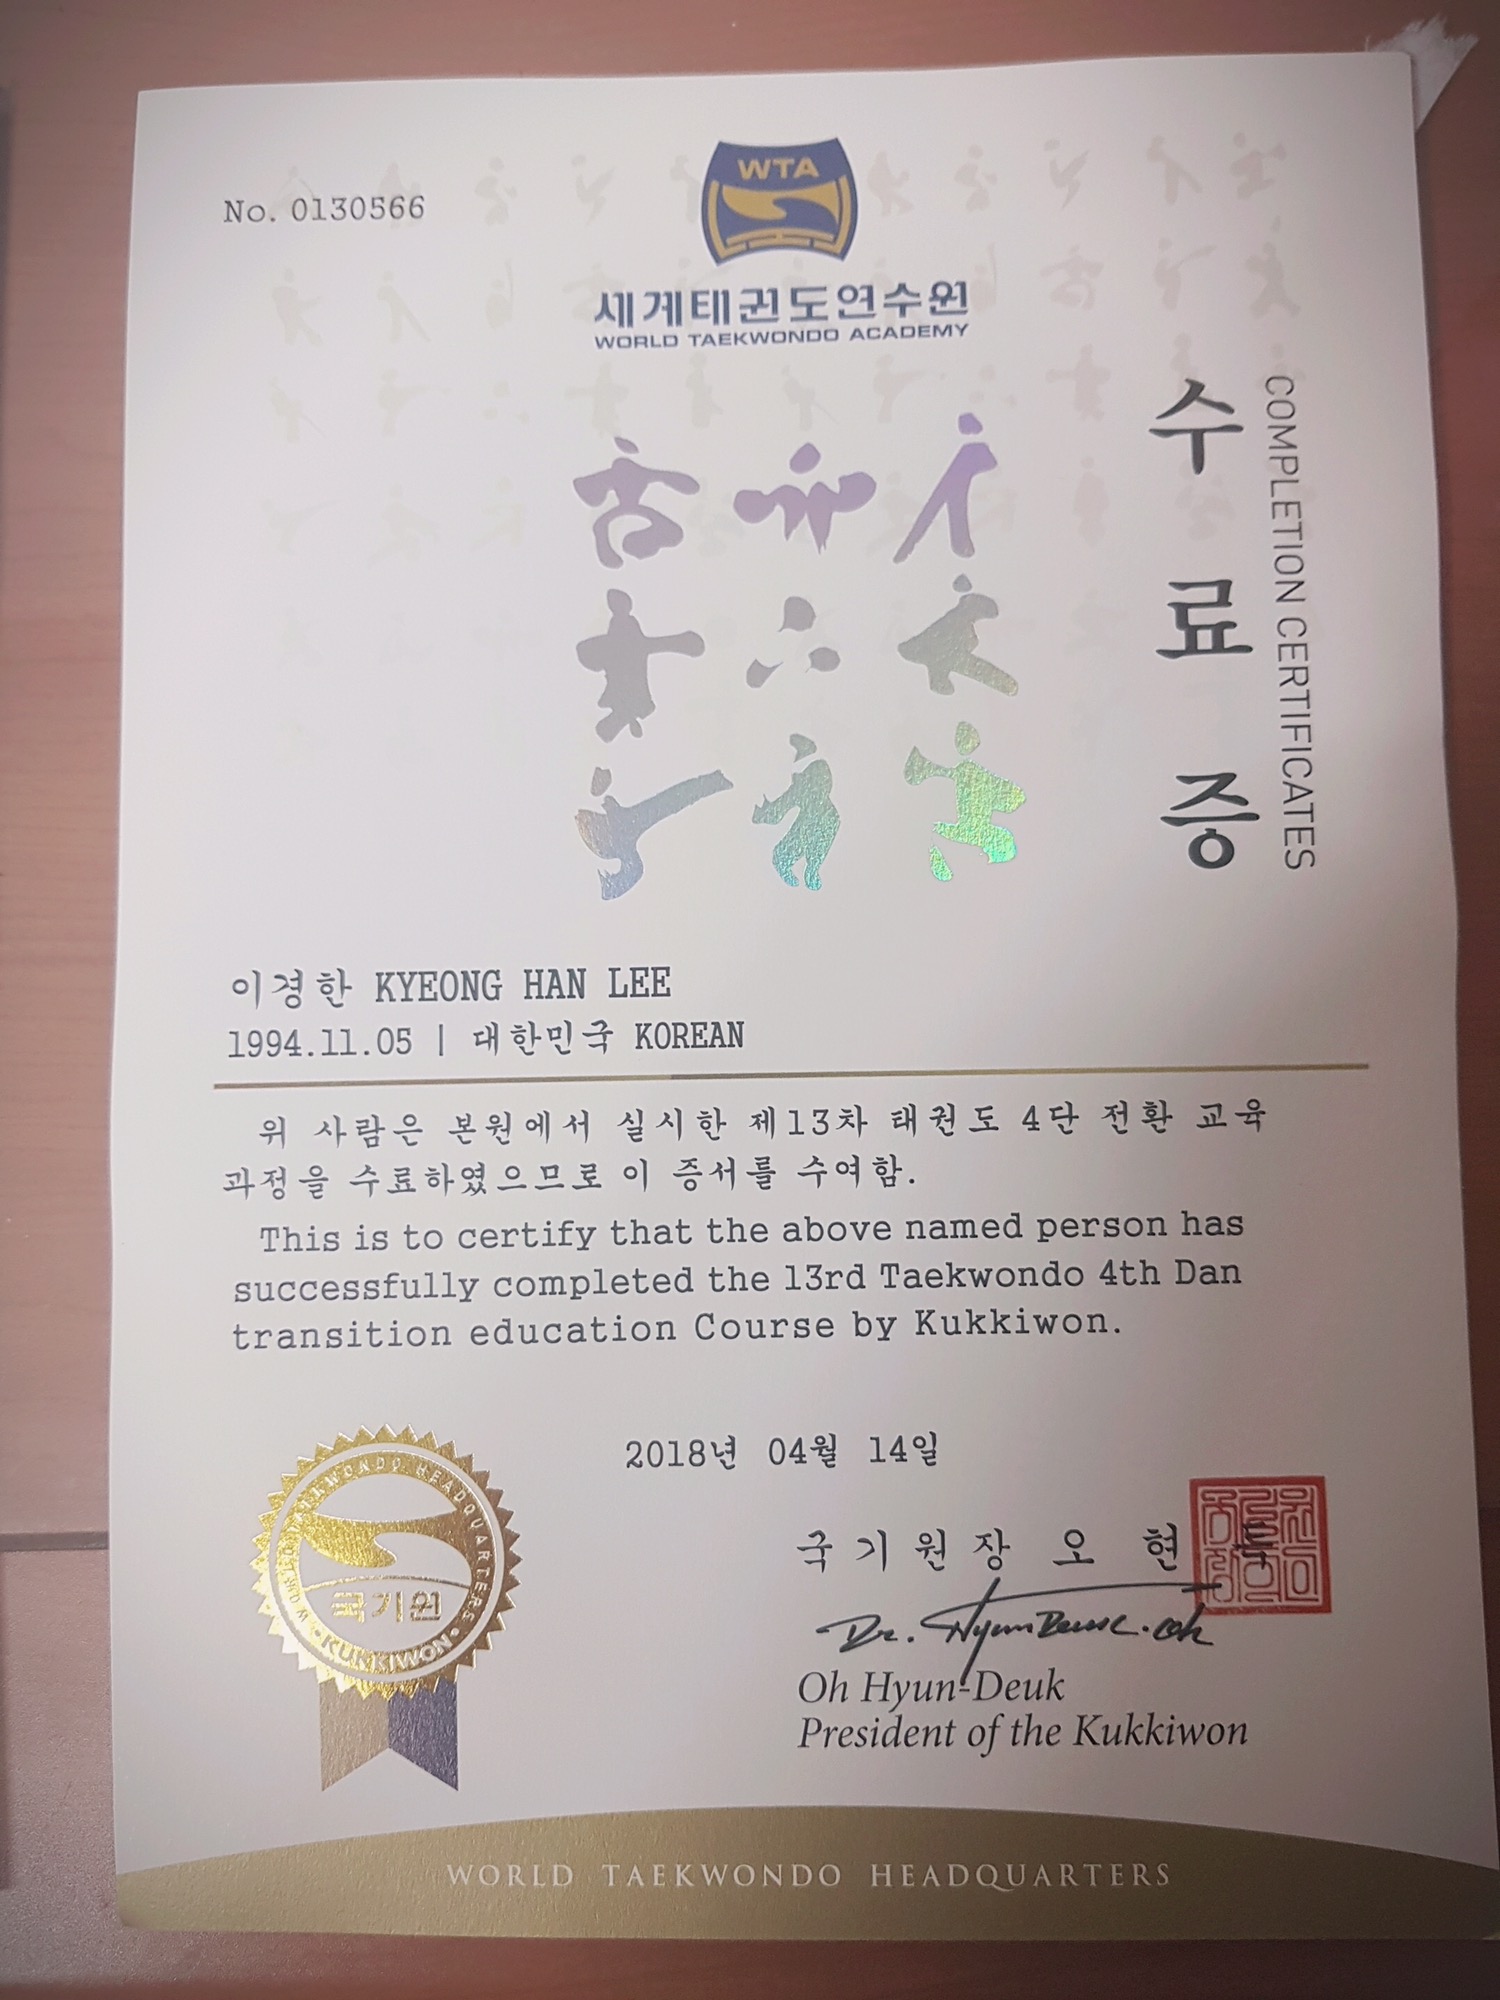 No. 0130566
WTA
세계태권도연수원
WORLD TAEKWONDO ACADEMY
수료증
COMPLETION CERTIFICATES
이경한 KYEONG HAN LEE
1994.11.05 | 대한민국 KOREAN
위 사람은 본원에서 실시한 제13차 태권도 4단 전환 교육
과정을 수료하였으므로 이 증서를 수여함.
This is to certify that the above named person has
successfully completed the 13rd Taekwondo 4th Dan
transition education Course by Kukkiwon.
2018년 04월 14일
국기원장 오 현 득
Dr. HyunDeuk. Oh
Oh Hyun-Deuk
President of the Kukkiwon
WORLD TAEKWONDO HEADQUARTERS
국기원
KUKKIWON
WORLD TAEKWONDO HEADQUARTERS